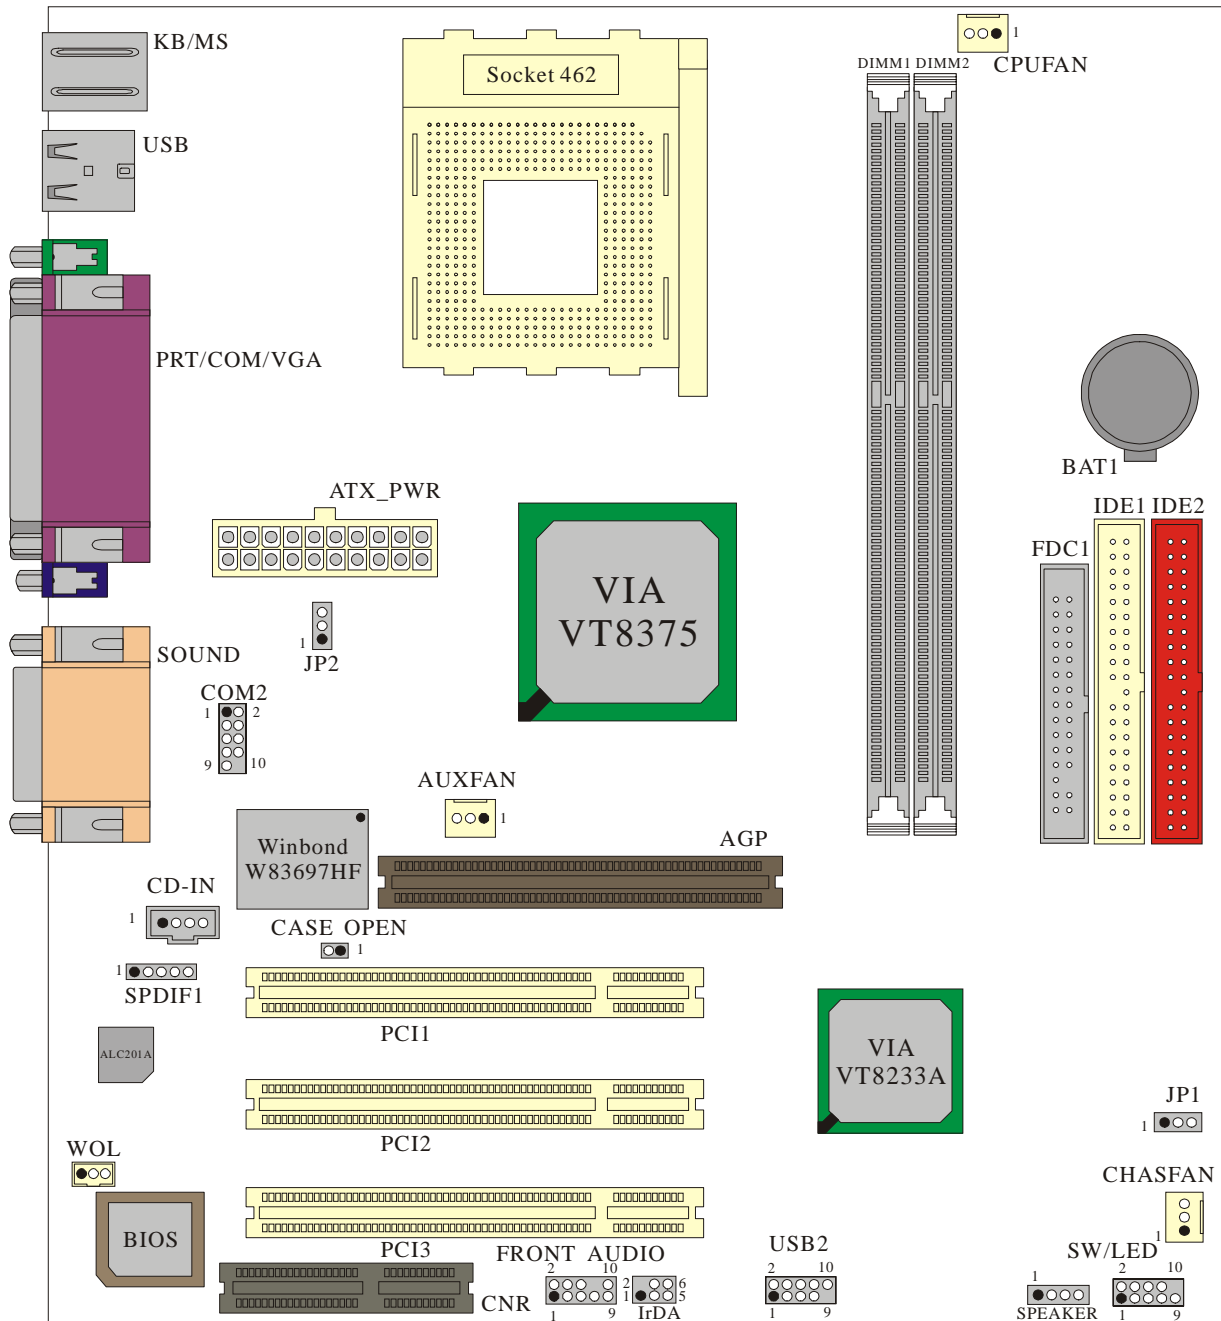 KB/MS
Socket 462
1
CPUFAN
DIMM1 DIMM2
USB
PRT/COM/VGA
BAT1
ATX_PWR
IDE1 IDE2
FDC1
VIA
VT8375
1
JP2
SOUND
COM2
1 2
9 10
AUXFAN
1
AGP
Winbond
W83697HF
CD-IN
1
CASE OPEN
1
1
SPDIF1
PCI1
ALC201A
VIA
VT8233A
JP1
1
PCI2
WOL
1
CHASFAN
1
BIOS
PCI3
FRONT AUDIO
2 10
1 9
2 6
1 5
IrDA
CNR
USB2
2 10
1 9
SW/LED
2 10
1 9
1
SPEAKER